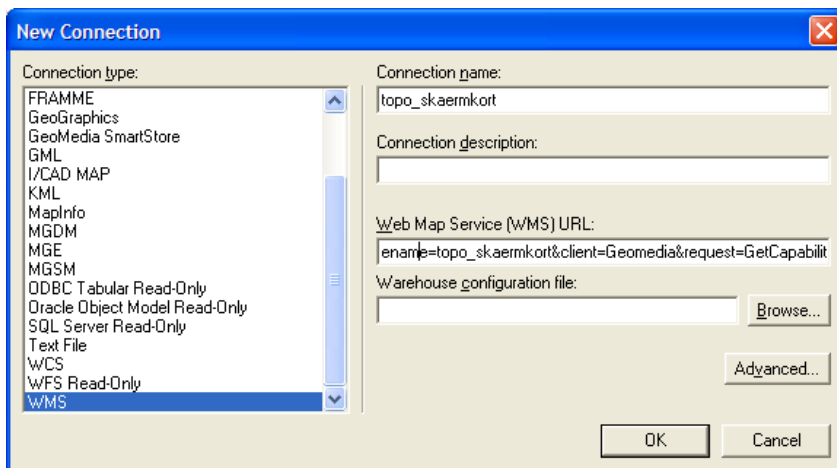 New Connection
Connection type:
FRAMME
GeoGraphics
GeoMedia SmartStore
GML
I/CAD MAP
KML
MapInfo
MGDM
MGE
MGSM
ODBC Tabular Read-Only
Oracle Object Model Read-Only
SQL Server Read-Only
Text File
WCS
WFS Read-Only
WMS
Connection name:
topo_skaermkort
Connection description:
Web Map Service (WMS) URL:
ename=topo_skaermkort&client=Geomedia&request=GetCapabilit
Warehouse configuration file:
Browse...
Advanced...
OK
Cancel